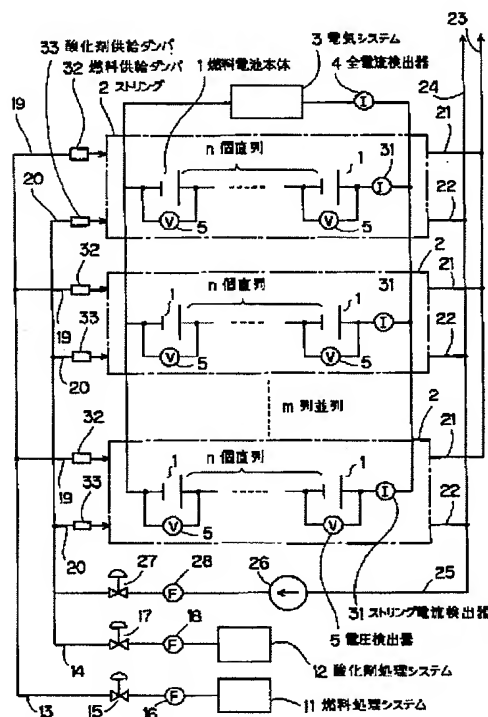 33 酸化剤供給ダンパ
32 燃料供給ダンパ
2 ストリング
1 燃料電池本体
3 電気システム
4 全電流検出器
23
24
19
20
21
22
31
n個直列
1
I
V
5
V
5
I
2
32
19
33
20
1
n個直列
1
31
I
V
5
V
5
21
22
m列並列
2
32
19
33
20
1
n個直列
1
I
V
5
V
21
22
27
28
26
25
F
31 ストリング電流検出器
5 電圧検出器
17
18
14
F
12 酸化剤処理システム
13
15
16
F
11 燃料処理システム